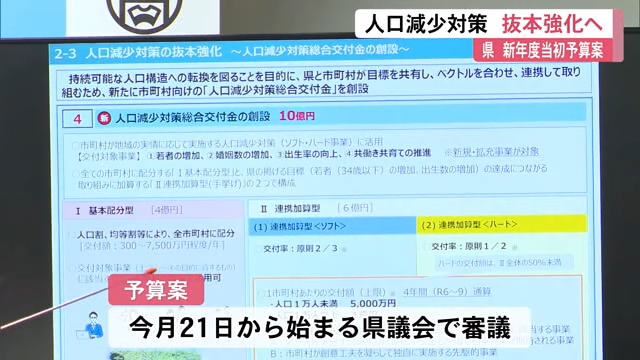 人口減少対策 抜本強化へ
県 新年度当初予算案
2-3 人口減少対策の抜本強化 ~人口減少対策総合交付金の創設~
持続可能な人口構造への転換を図ることを目的に、県と市町村が目標を共有し、ベクトルを合わせ、連携して取り
組むため、新たに市町村向けの「人口減少対策総合交付金」を創設
4 新 人口減少対策総合交付金の創設 10億円
○市町村が地域の実情に応じて実施する人口減少対策(ソフト・ハード事業)に活用
【交付対象事業】①若者の増加、2 婚姻数の増加、3 出生率の向上、4 共働き共育ての推進 ※新規・拡充事業が対象
○全ての市町村に配分する「Ⅰ基本配分型」と、県の掲げる目標(若者(34歳以下)の増加、出生数の増加)の達成につながる
取り組みに加算する「Ⅱ連携加算型(手挙げ)」の2つで構成
Ⅰ 基本配分型 [4億円]
人口割、均等割等により、全市町村に配分
(交付額:300~7,500万円程度/年)
○交付対象事業
Ⅱ 連携加算型 [6億円]
(1) 連携加算型<ソフト>
○交付率:原則2/3
(2) 連携加算型<ハード>
○交付率:原則1/2
ハードの交付額は、Ⅱ全体の50%未満
○1市町村あたりの交付額(上限) 4年間(R6~9)通算
・人口1万人未満 5,000万円
予算案
今月21日から始まる県議会で審議
B:市町村が創意工夫を凝らして独自に実施する先駆的事業